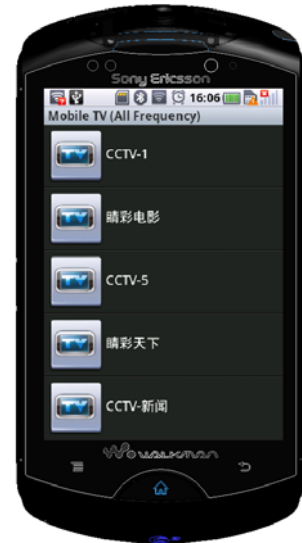 Sony Ericsson
16:06
Mobile TV (All Frequency)
TV
CCTV-1
TV
睛彩电影
TV
CCTV-5
TV
睛彩天下
TV
CCTV-新闻
WALKMAN